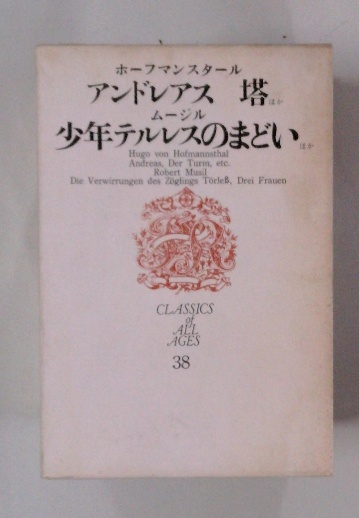 ホーフマンスタール
アンドレアス 塔 ほか
ムージル
少年テルレスのまどい ほか
Hugo von Hofmannsthal
Andreas, Der Turm, etc.
Robert Musil
Die Verwirrungen des Zöglings Törleß, Drei Frauen
CLASSICS
of
ALL
AGES
38